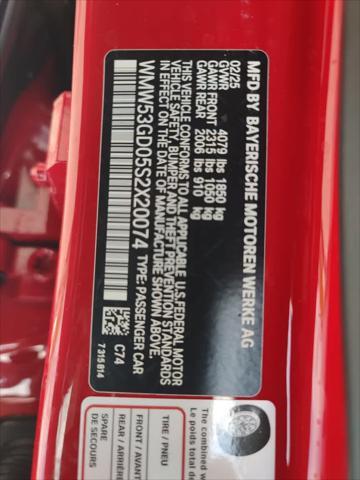 MFD BY BAYERISCHE MOTOREN WERKE AG
02/25
GVWR 4079 lbs 1850 kg
GAWR FRONT 2337 lbs 1060 kg
GAWR REAR 2006 lbs 910 kg
THIS VEHICLE CONFORMS TO ALL APPLICABLE U.S. FEDERAL MOTOR
VEHICLE SAFETY, BUMPER AND THEFT PREVENTION STANDARDS
IN EFFECT ON THE DATE OF MANUFACTURE SHOWN ABOVE.
WMW53GD05S2X20074 TYPE: PASSENGER CAR
C74
7 315 814
The combined w
Le poids total d
TIRE / PNEU
FRONT / AVANT
REAR / ARRIÈRE
SPARE
DE SECOURS